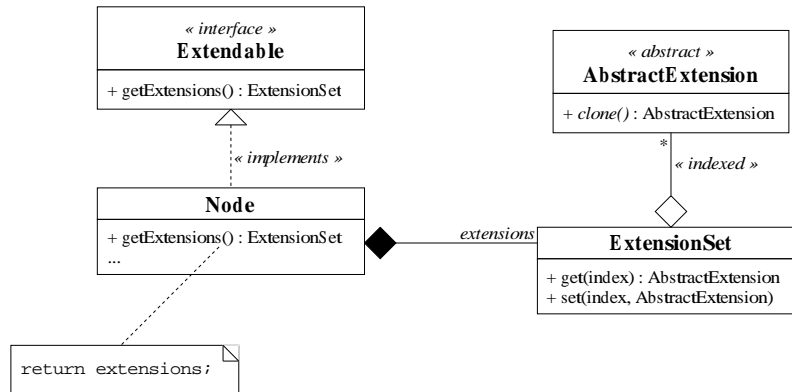 « interface »
Extendable
+ getExtensions() : ExtensionSet
« implements »
Node
+ getExtensions() : ExtensionSet
...
return extensions;
extensions
« abstract »
AbstractExtension
+ clone() : AbstractExtension
*
« indexed »
ExtensionSet
+ get(index) : AbstractExtension
+ set(index, AbstractExtension)